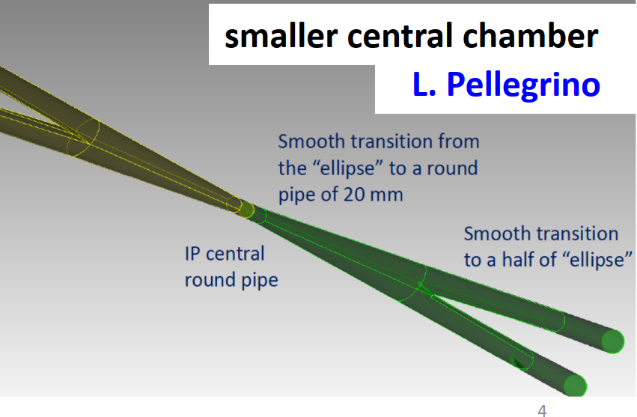 smaller central chamber
L. Pellegrino
Smooth transition from
the “ellipse” to a round
pipe of 20 mm
IP central
round pipe
Smooth transition
to a half of “ellipse”
4